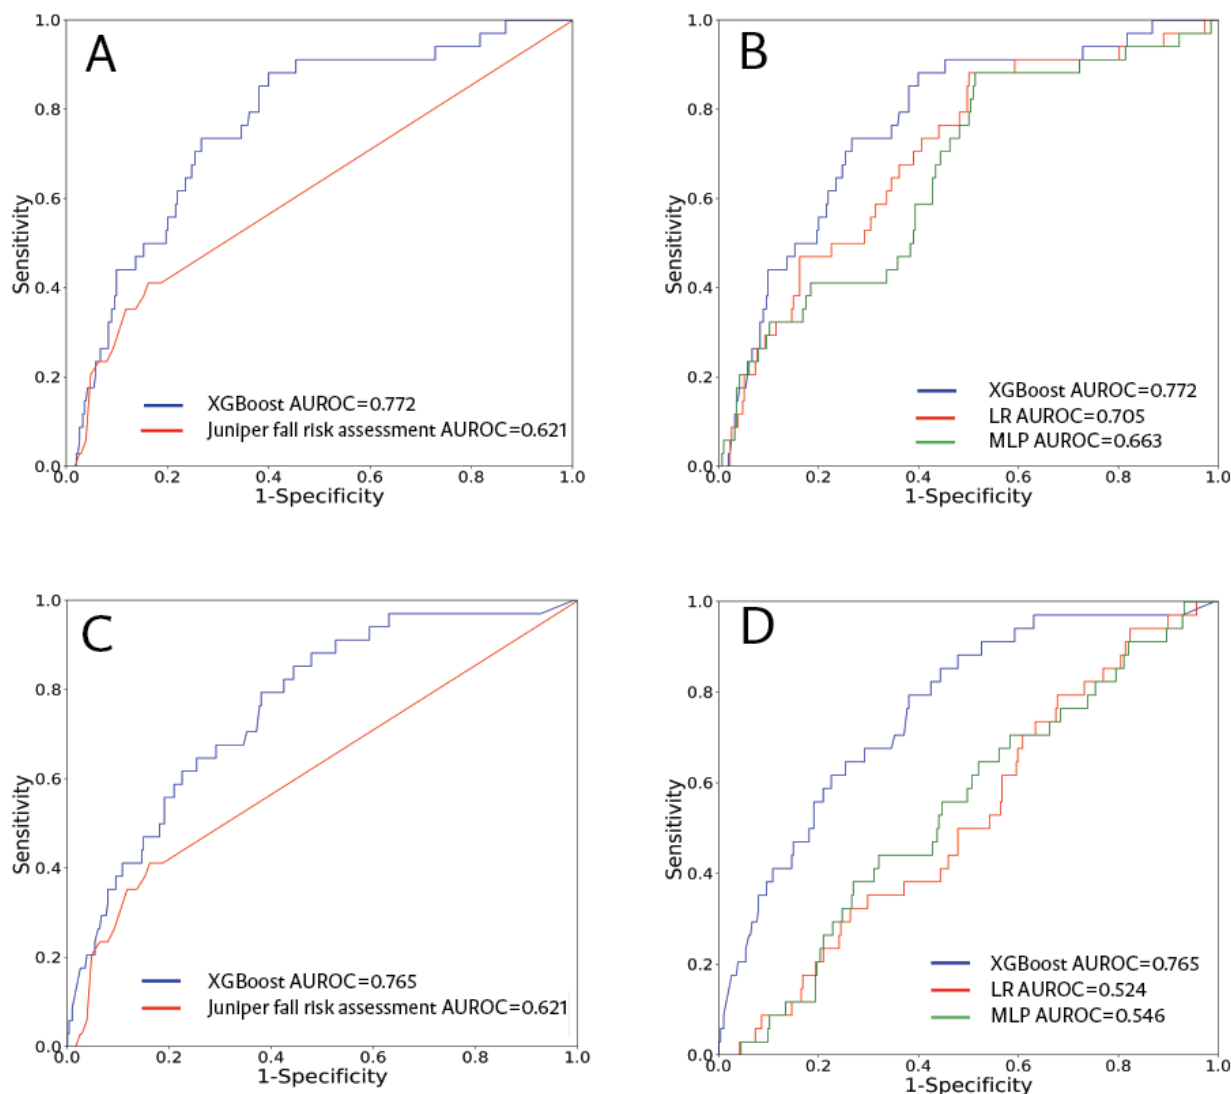 A
1.0
0.8
0.6
0.4
0.2
0.0
Sensitivity
XGBoost AUROC=0.772
Juniper fall risk assessment AUROC=0.621
0.0 0.2 0.4 0.6 0.8 1.0
1-Specificity
B
1.0
0.8
0.6
0.4
0.2
0.0
Sensitivity
XGBoost AUROC=0.772
LR AUROC=0.705
MLP AUROC=0.663
0.0 0.2 0.4 0.6 0.8 1.0
1-Specificity
C
1.0
0.8
0.6
0.4
0.2
0.0
Sensitivity
XGBoost AUROC=0.765
Juniper fall risk assessment AUROC=0.621
0.0 0.2 0.4 0.6 0.8 1.0
1-Specificity
D
1.0
0.8
0.6
0.4
0.2
0.0
Sensitivity
XGBoost AUROC=0.765
LR AUROC=0.524
MLP AUROC=0.546
0.0 0.2 0.4 0.6 0.8 1.0
1-Specificity